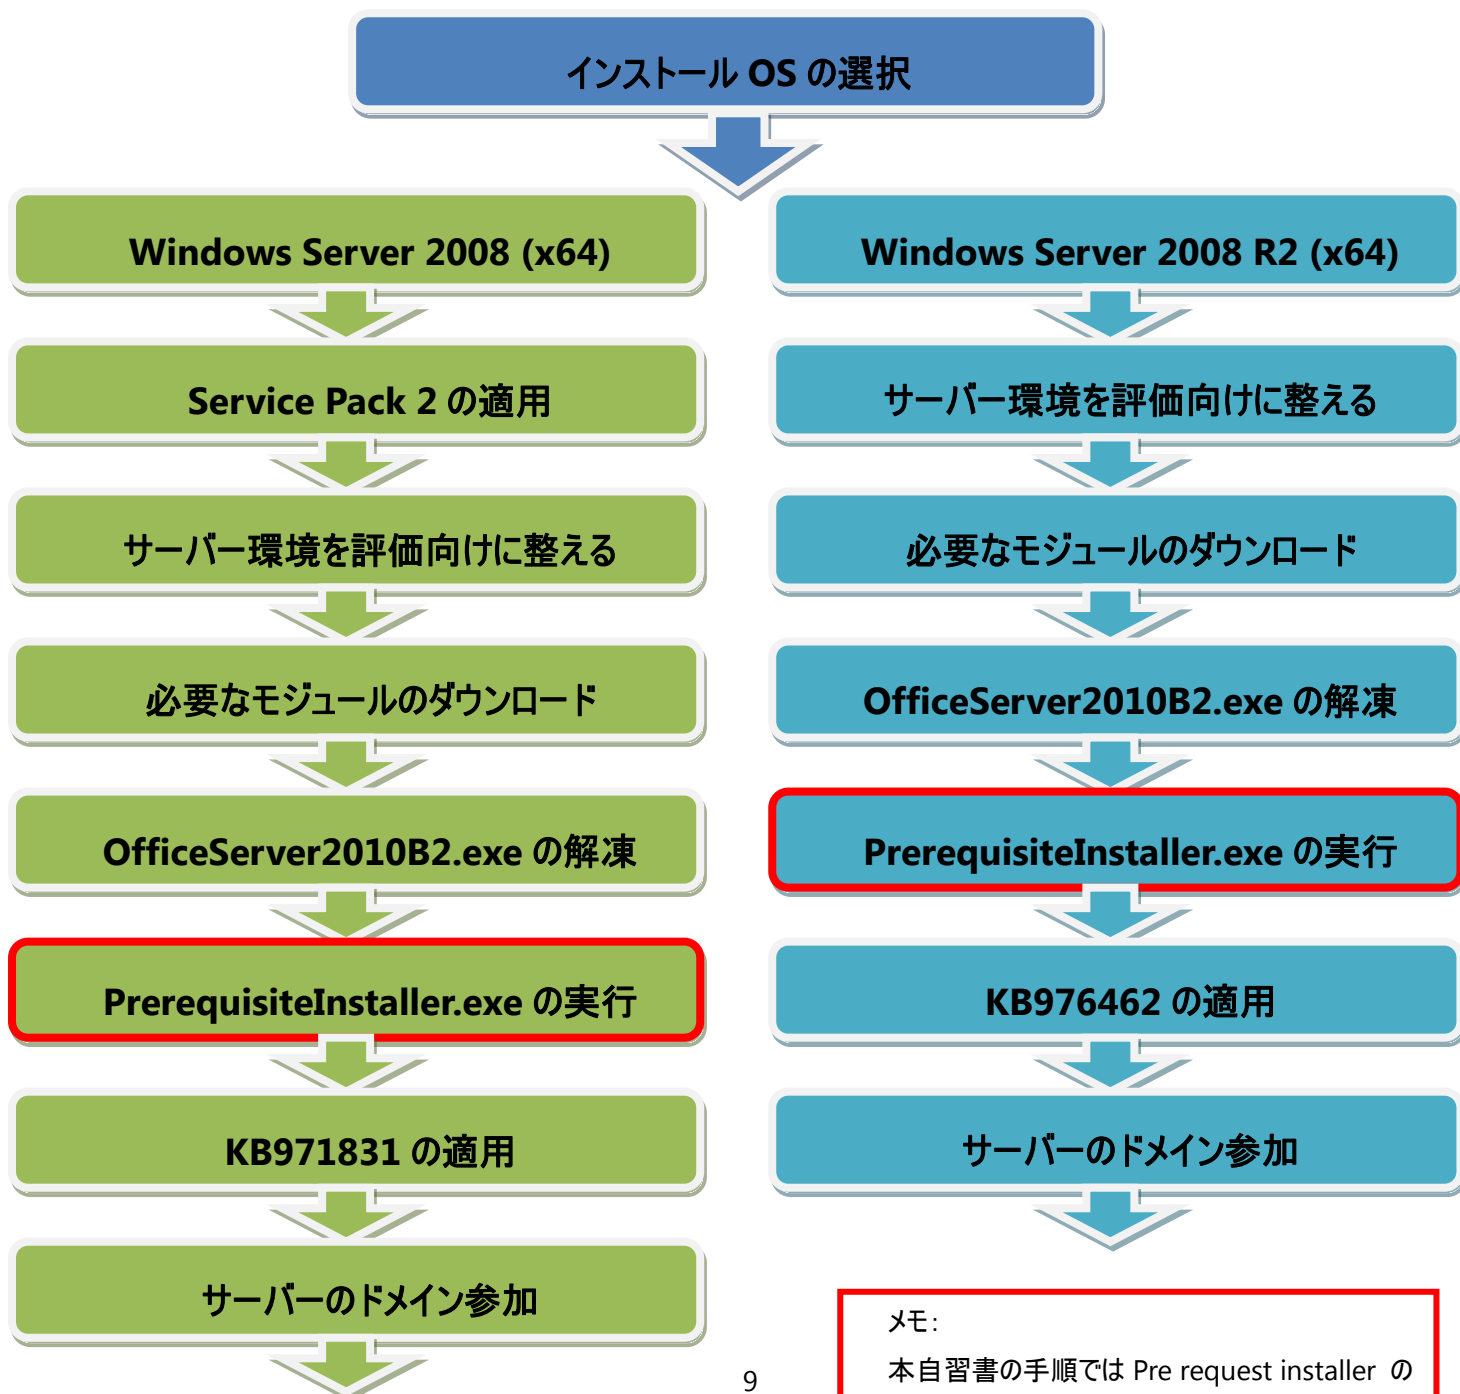 インストール OS の選択
Windows Server 2008 (x64)
Service Pack 2 の適用
サーバー環境を評価向けに整える
必要なモジュールのダウンロード
OfficeServer2010B2.exe の解凍
PrerequisiteInstaller.exe の実行
KB971831 の適用
サーバーのドメイン参加
Windows Server 2008 R2 (x64)
サーバー環境を評価向けに整える
必要なモジュールのダウンロード
OfficeServer2010B2.exe の解凍
PrerequisiteInstaller.exe の実行
KB976462 の適用
サーバーのドメイン参加
メモ：
本自習書の手順では Pre request installer の
9